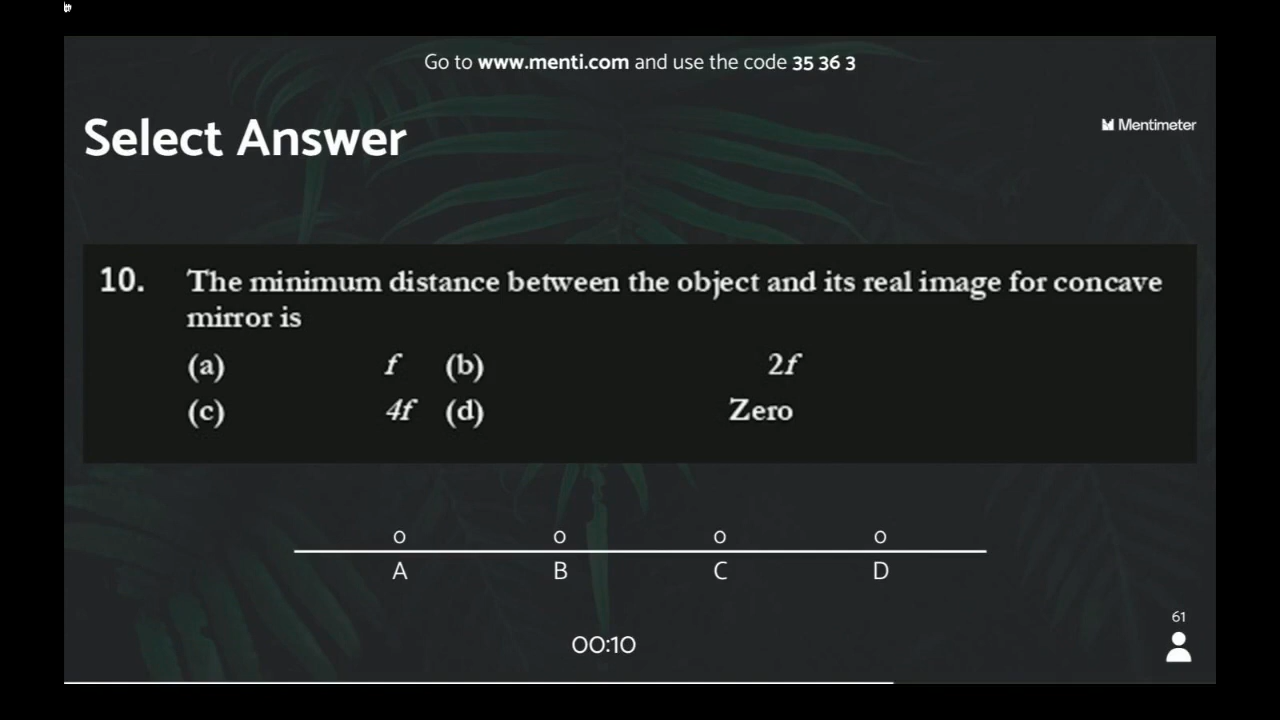 Go to www.menti.com and use the code 35 36 3
Select Answer
Mentimeter
10. The minimum distance between the object and its real image for concave
mirror is
(a) f (b) 2f
(c) 4f (d) Zero
0 0 0 0
A B C D
61
00:10